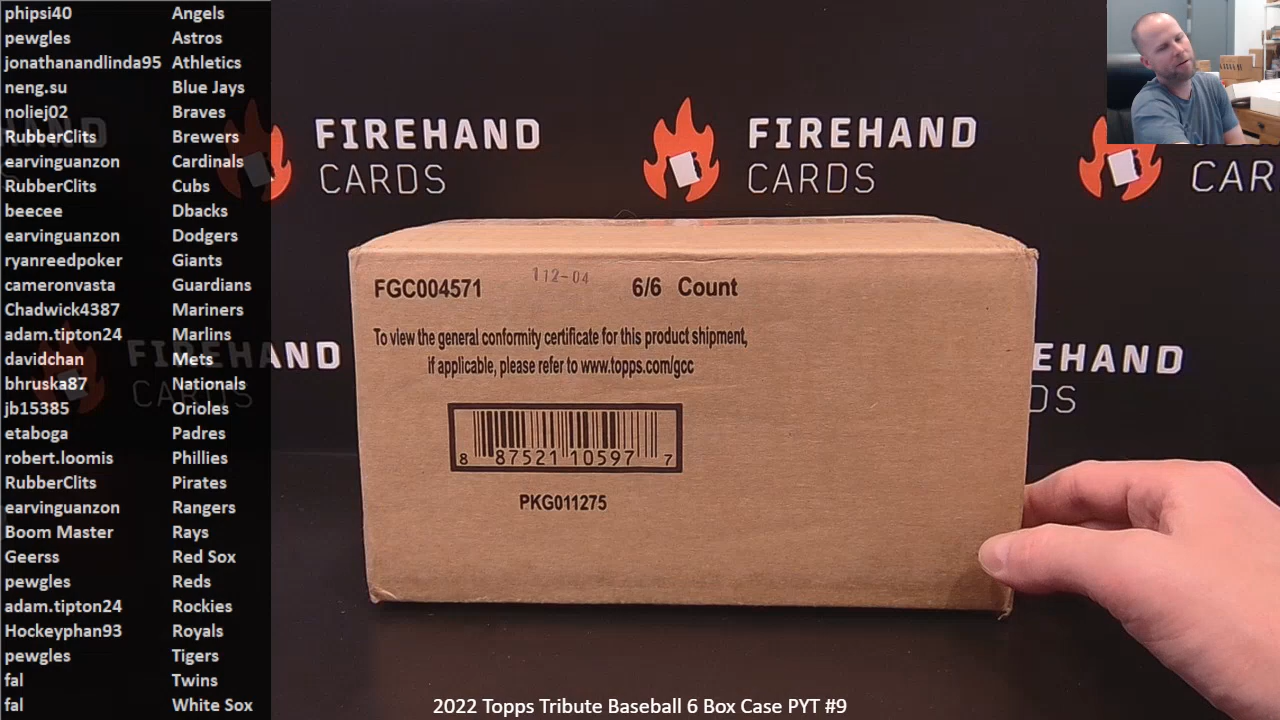 phipsi40 Angels
pewgles Astros
jonathanandlinda95 Athletics
neng.su Blue Jays
noliej02 Braves
RubberClits Brewers
earvinguanzon Cardinals
RubberClits Cubs
beecee Dbacks
earvinguanzon Dodgers
ryanreedpoker Giants
cameronvasta Guardians
Chadwick4387 Mariners
adam.tipton24 Marlins
davidchan Mets
bhruska87 Nationals
jb15385 Orioles
etaboga Padres
robert.loomis Phillies
RubberClits Pirates
earvinguanzon Rangers
Boom Master Rays
Geerss Red Sox
pewgles Reds
adam.tipton24 Rockies
Hockeyphan93 Royals
pewgles Tigers
fal Twins
fal White Sox
FIREHAND
CARDS
FIREHAND
CARDS
CAR
FIREHAND
CARDS
EHAND
DS
FGC004571 112-04 6/6 Count
To view the general conformity certificate for this product shipment,
if applicable, please refer to www.topps.com/gcc
8 87521 10597 7
PKG011275
2022 Topps Tribute Baseball 6 Box Case PYT #9